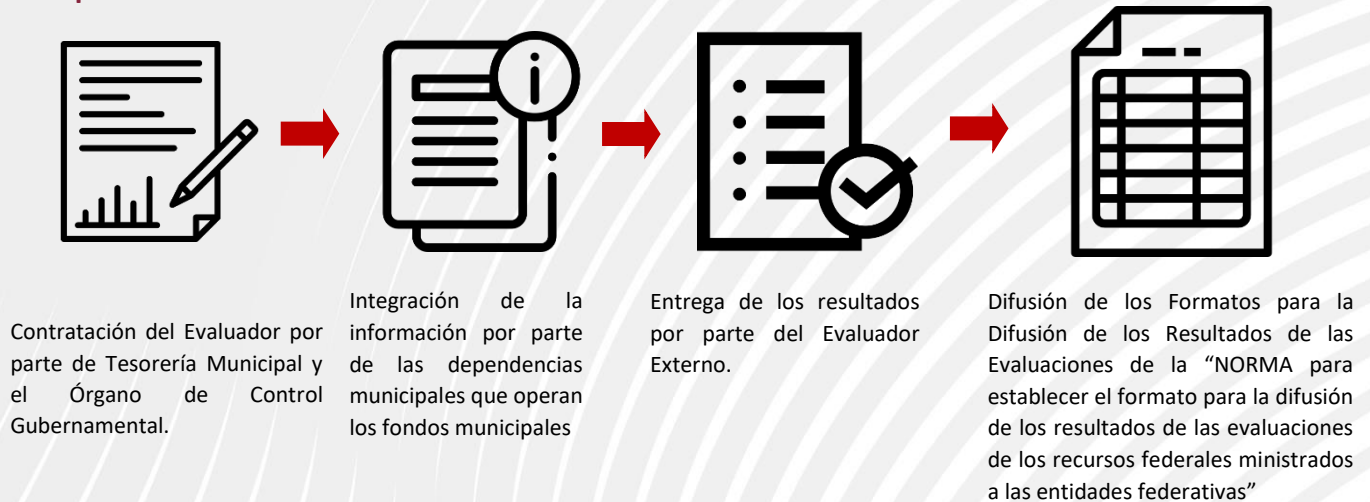 Contratación del Evaluador por
parte de Tesorería Municipal y
el Órgano de Control
Gubernamental.
Integración de la
información por parte
de las dependencias
municipales que operan
los fondos municipales
Entrega de los resultados
por parte del Evaluador
Externo.
Difusión de los Formatos para la
Difusión de los Resultados de las
Evaluaciones de la “NORMA para
establecer el formato para la difusión
de los resultados de las evaluaciones
de los recursos federales ministrados
a las entidades federativas”